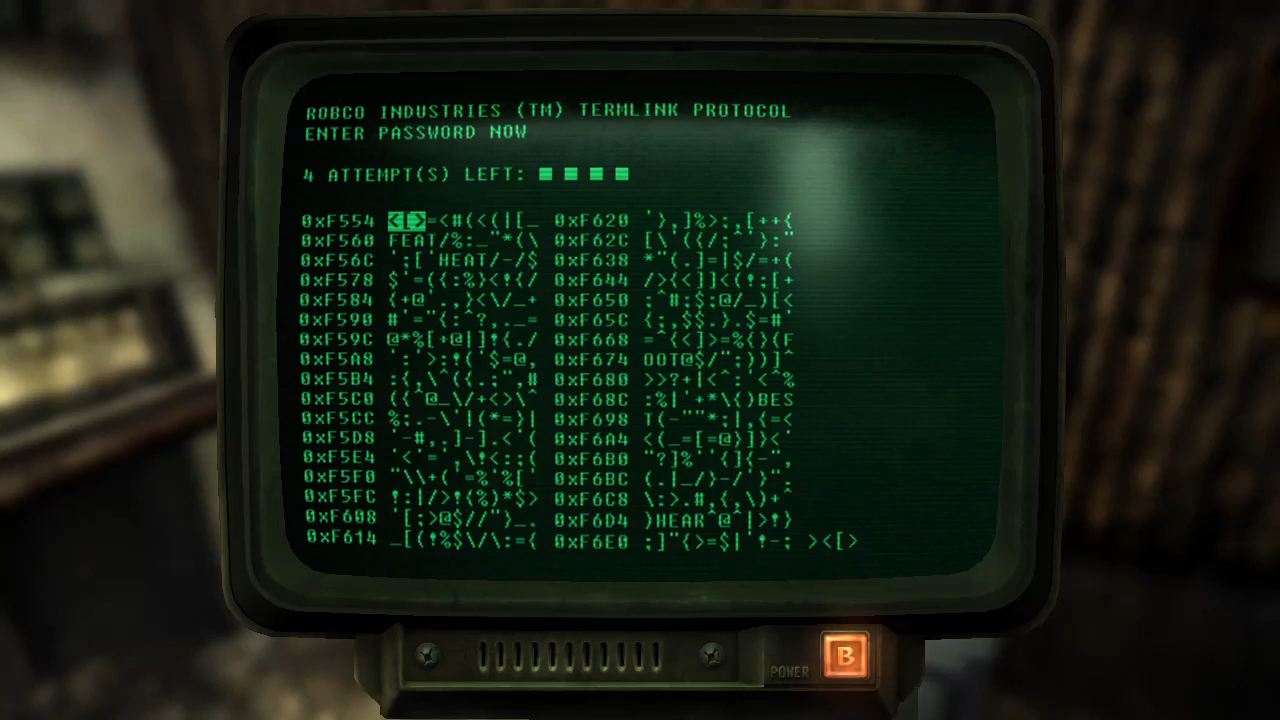 ROBCO INDUSTRIES (TM) TERMLINK PROTOCOL
ENTER PASSWORD NOW
4 ATTEMPT(S) LEFT: ■ ■ ■ ■
0xF554 <|>=<#(<(|[_ 0xF620 '},]%>:,[++{
0xF560 FEAT/%:_"*(\ 0xF62C [\'({/;^¨}:"
0xF56C ':['HEAT/-/$ 0xF638 *"(.]=|$/=+(
0xF578 $'=({:%}<!{/ 0xF644 />{<]]<(!;[+
0xF584 {+@'.,}<\/_+ 0xF650 ;^#;$;@/_)[<
0xF590 #'="{:^?,._= 0xF65C {:,$$.}.$=#'
0xF59C @*%[+@|]!{./ 0xF668 =^{<]>=%{}(F
0xF5A8 ':'>:!('$=@, 0xF674 OOT@$/":))]^
0xF5B4 :{,\^({.:",# 0xF680 >>?+|<^:'<^%
0xF5C0 ({^@_\/+<>\^ 0xF68C :%|'+*\{)BES
0xF5CC %:.-\'|(*=}| 0xF698 T(-""*;|,{=<
0xF5D8 '-#,.]-].<'( 0xF6A4 <(_=[=@}]}<'
0xF5E4 '<'=',\!<:;( 0xF6B0 "?]%''{]{-",
0xF5F0 "\\+('=%'%[' 0xF6BC (.|_/}-/'}".
0xF5FC !:|/>!{%)*$> 0xF6C8 \:>.#,{,\)+^
0xF608 '[;>@$//"}_. 0xF6D4 )HEAR^@^|>!}
0xF614 _[(!%$\/\:={ 0xF6E0 ;]"{>=$|'!-; ><[>
POWER
B